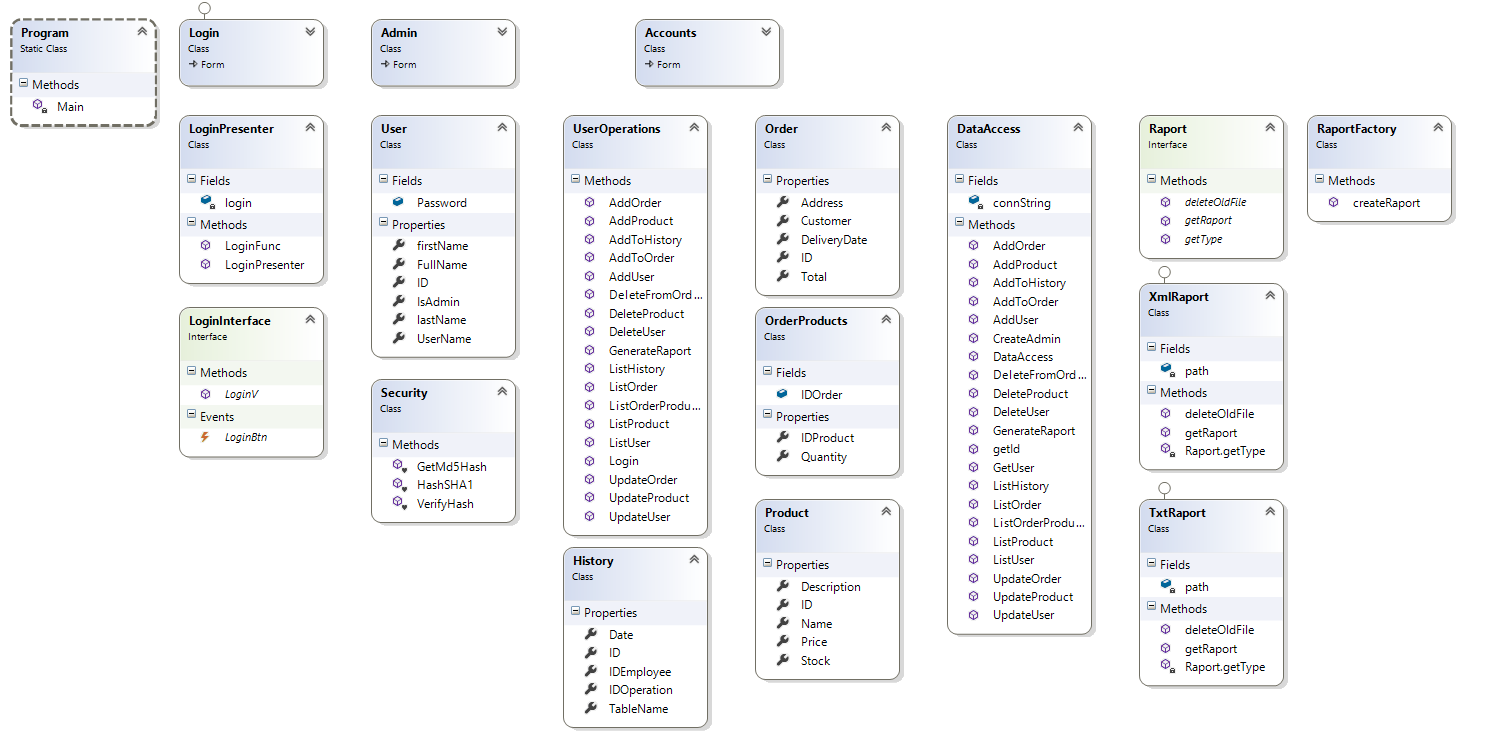 Program
Static Class
Methods
Main
Login
Class
Form
Admin
Class
Form
Accounts
Class
Form
LoginPresenter
Class
Fields
login
Methods
LoginFunc
LoginPresenter
LoginInterface
Interface
Methods
LoginV
Events
LoginBtn
User
Class
Fields
Password
Properties
firstName
FullName
ID
IsAdmin
lastName
UserName
Security
Class
Methods
GetMd5Hash
HashSHA1
VerifyHash
UserOperations
Class
Methods
AddOrder
AddProduct
AddToHistory
AddToOrder
AddUser
DeleteFromOrd...
DeleteProduct
DeleteUser
GenerateRaport
ListHistory
ListOrder
ListOrderProdu...
ListProduct
ListUser
Login
UpdateOrder
UpdateProduct
UpdateUser
History
Class
Properties
Date
ID
IDEmployee
IDOperation
TableName
Order
Class
Properties
Address
Customer
DeliveryDate
ID
Total
OrderProducts
Class
Fields
IDOrder
Properties
IDProduct
Quantity
Product
Class
Properties
Description
ID
Name
Price
Stock
DataAccess
Class
Fields
connString
Methods
AddOrder
AddProduct
AddToHistory
AddToOrder
AddUser
CreateAdmin
DataAccess
DeleteFromOrd...
DeleteProduct
DeleteUser
GenerateRaport
getId
GetUser
ListHistory
ListOrder
ListOrderProdu...
ListProduct
ListUser
UpdateOrder
UpdateProduct
UpdateUser
Raport
Interface
Methods
deleteOldFile
getRaport
getType
XmlRaport
Class
Fields
path
Methods
deleteOldFile
getRaport
Raport.getType
TxtRaport
Class
Fields
path
Methods
deleteOldFile
getRaport
Raport.getType
RaportFactory
Class
Methods
createRaport